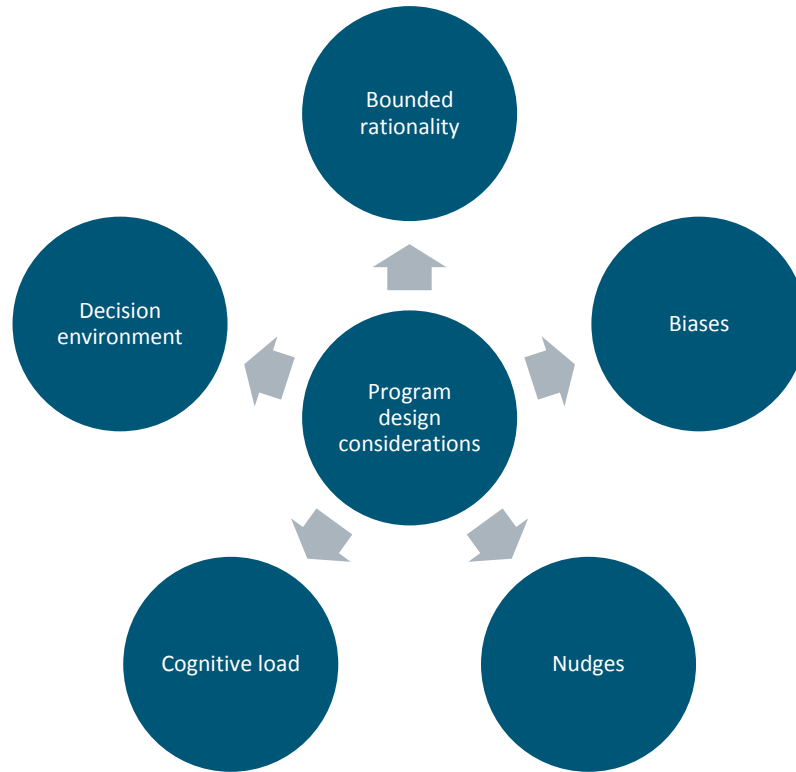 Bounded
rationality
Decision
environment
Biases
Program
design
considerations
Cognitive load
Nudges